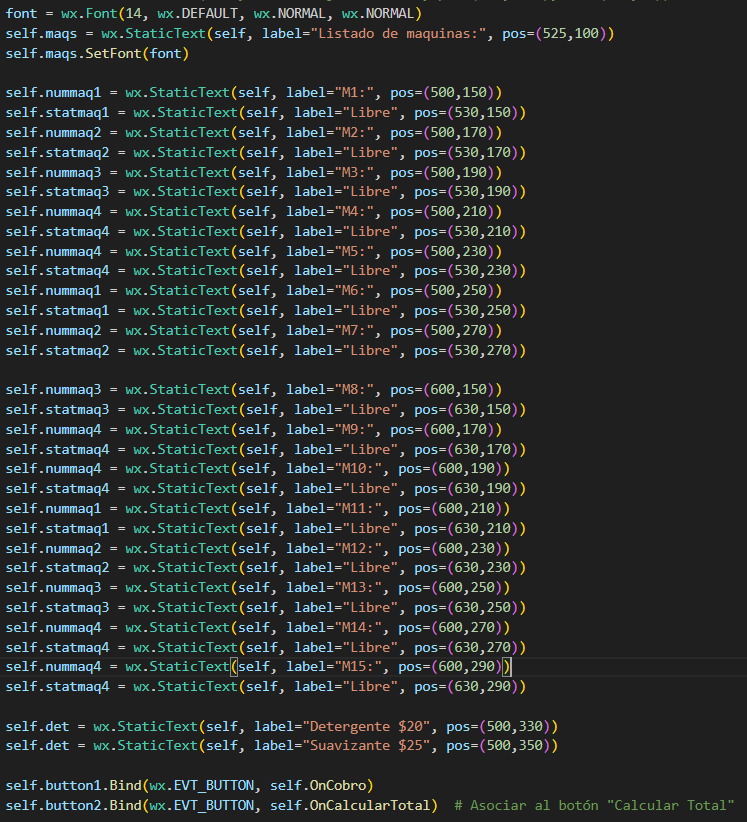 font = wx.Font(14, wx.DEFAULT, wx.NORMAL, wx.NORMAL)
self.maqs = wx.StaticText(self, label="Listado de maquinas:", pos=(525,100))
self.maqs.SetFont(font)
self.nummaq1 = wx.StaticText(self, label="M1:", pos=(500,150))
self.statmaq1 = wx.StaticText(self, label="Libre", pos=(530,150))
self.nummaq2 = wx.StaticText(self, label="M2:", pos=(500,170))
self.statmaq2 = wx.StaticText(self, label="Libre", pos=(530,170))
self.nummaq3 = wx.StaticText(self, label="M3:", pos=(500,190))
self.statmaq3 = wx.StaticText(self, label="Libre", pos=(530,190))
self.nummaq4 = wx.StaticText(self, label="M4:", pos=(500,210))
self.statmaq4 = wx.StaticText(self, label="Libre", pos=(530,210))
self.nummaq4 = wx.StaticText(self, label="M5:", pos=(500,230))
self.statmaq4 = wx.StaticText(self, label="Libre", pos=(530,230))
self.nummaq1 = wx.StaticText(self, label="M6:", pos=(500,250))
self.statmaq1 = wx.StaticText(self, label="Libre", pos=(530,250))
self.nummaq2 = wx.StaticText(self, label="M7:", pos=(500,270))
self.statmaq2 = wx.StaticText(self, label="Libre", pos=(530,270))
self.nummaq3 = wx.StaticText(self, label="M8:", pos=(600,150))
self.statmaq3 = wx.StaticText(self, label="Libre", pos=(630,150))
self.nummaq4 = wx.StaticText(self, label="M9:", pos=(600,170))
self.statmaq4 = wx.StaticText(self, label="Libre", pos=(630,170))
self.nummaq4 = wx.StaticText(self, label="M10:", pos=(600,190))
self.statmaq4 = wx.StaticText(self, label="Libre", pos=(630,190))
self.nummaq1 = wx.StaticText(self, label="M11:", pos=(600,210))
self.statmaq1 = wx.StaticText(self, label="Libre", pos=(630,210))
self.nummaq2 = wx.StaticText(self, label="M12:", pos=(600,230))
self.statmaq2 = wx.StaticText(self, label="Libre", pos=(630,230))
self.nummaq3 = wx.StaticText(self, label="M13:", pos=(600,250))
self.statmaq3 = wx.StaticText(self, label="Libre", pos=(630,250))
self.nummaq4 = wx.StaticText(self, label="M14:", pos=(600,270))
self.statmaq4 = wx.StaticText(self, label="Libre", pos=(630,270))
self.nummaq4 = wx.StaticText(self, label="M15:", pos=(600,290))
self.statmaq4 = wx.StaticText(self, label="Libre", pos=(630,290))
self.det = wx.StaticText(self, label="Detergente $20", pos=(500,330))
self.det = wx.StaticText(self, label="Suavizante $25", pos=(500,350))
self.button1.Bind(wx.EVT_BUTTON, self.OnCobro)
self.button2.Bind(wx.EVT_BUTTON, self.OnCalcularTotal)  # Asociar al botón "Calcular Total"